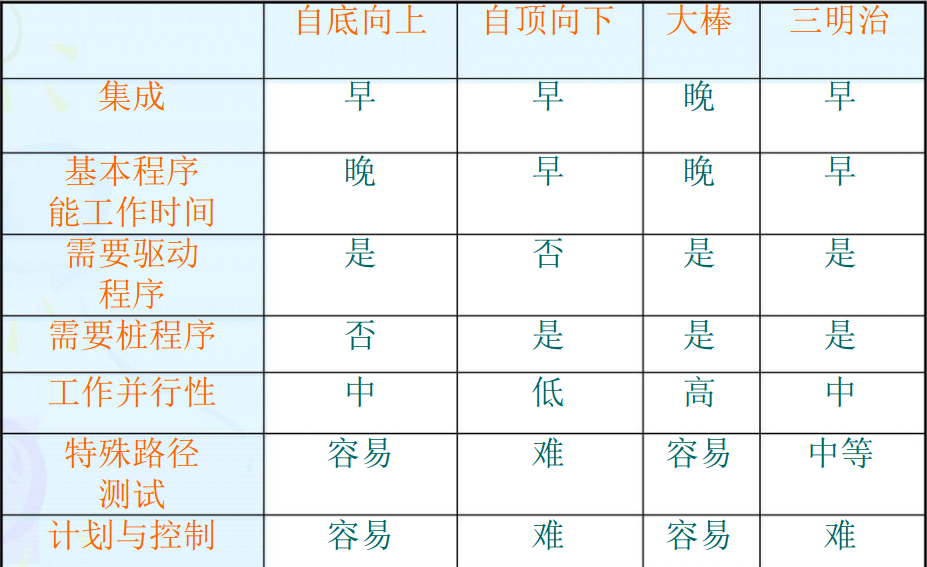 自底向上 自顶向下 大棒 三明治
集成 早 早 晚 早
基本程序 晚 早 晚 早
能工作时间
需要驱动 是 否 是 是
程序
需要桩程序 否 是 是 是
工作并行性 中 低 高 中
特殊路径 容易 难 容易 中等
测试
计划与控制 容易 难 容易 难